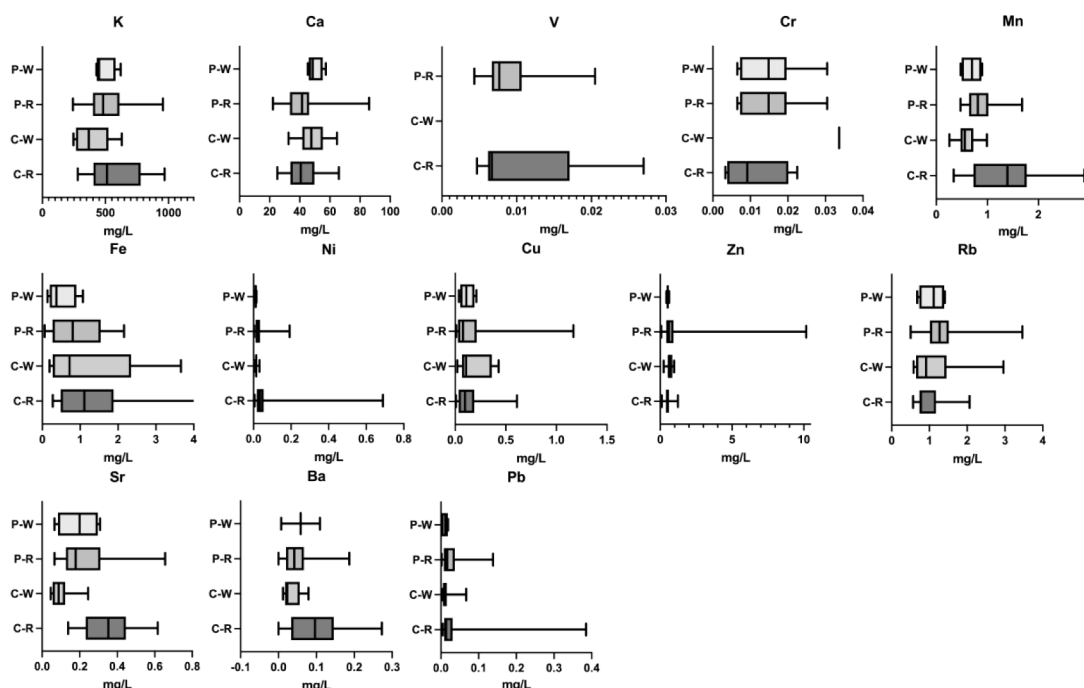 K
P-W
P-R
C-W
C-R
0 500 1000
mg/L
Ca
P-W
P-R
C-W
C-R
0 20 40 60 80 100
mg/L
V
P-R
C-W
C-R
0.00 0.01 0.02 0.03
mg/L
Cr
P-W
P-R
C-W
C-R
0.00 0.01 0.02 0.03 0.04
mg/L
Mn
P-W
P-R
C-W
C-R
0 1 2
mg/L
Fe
P-W
P-R
C-W
C-R
0 2 3 4
mg/L
Ni
P-W
P-R
C-W
C-R
0.0 0.2 0.4 0.6 0.8
mg/L
Cu
P-W
P-R
C-W
C-R
0.0 0.5 1.0 1.5
mg/L
Zn
P-W
P-R
C-W
C-R
0 5 10
mg/L
Rb
P-W
P-R
C-W
C-R
0 1 2 3 4
mg/L
Sr
P-W
P-R
C-W
C-R
0.0 0.2 0.4 0.6 0.8
mg/L
Ba
P-W
P-R
C-W
C-R
-0.1 0.0 0.1 0.2 0.3
mg/L
Pb
P-W
P-R
C-W
C-R
0.0 0.1 0.2 0.3 0.4
mg/L